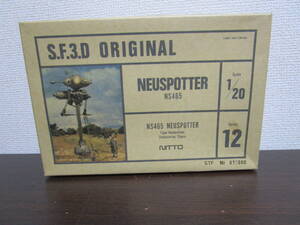 S.F.3.D ORIGINAL
NEUSPOTTER
NS465
Scale
1/20
NS465 NEUSPOTTER
Series
12
NITTO